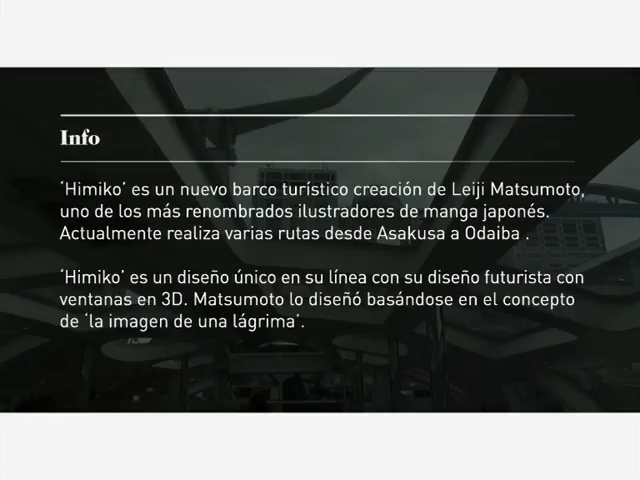 Info
‘Himiko’ es un nuevo barco turístico creación de Leiji Matsumoto,
uno de los más renombrados ilustradores de manga japonés.
Actualmente realiza varias rutas desde Asakusa a Odaiba .
‘Himiko’ es un diseño único en su línea con su diseño futurista con
ventanas en 3D. Matsumoto lo diseñó basándose en el concepto
de ‘la imagen de una lágrima’.